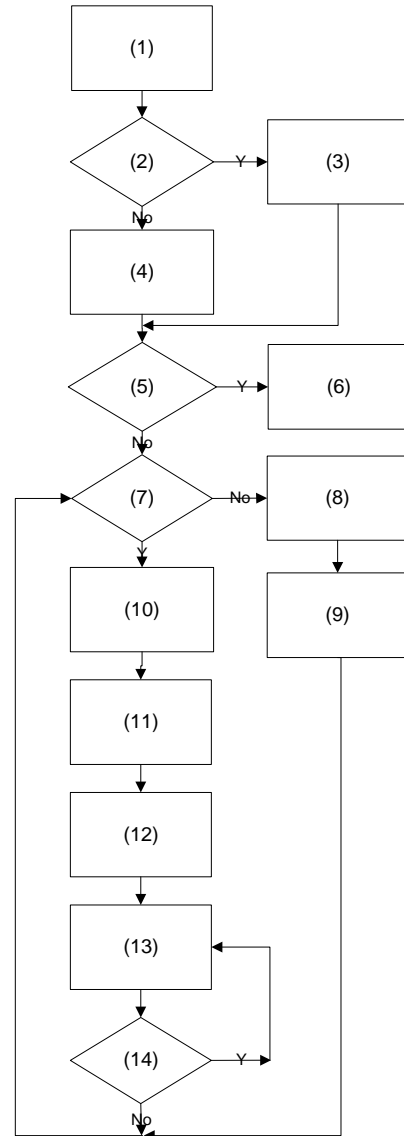 (1)
(2)
Y
(3)
No
(4)
(5)
Y
(6)
No
(7)
No
(8)
Y
(10)
(9)
(11)
(12)
(13)
(14)
Y
No